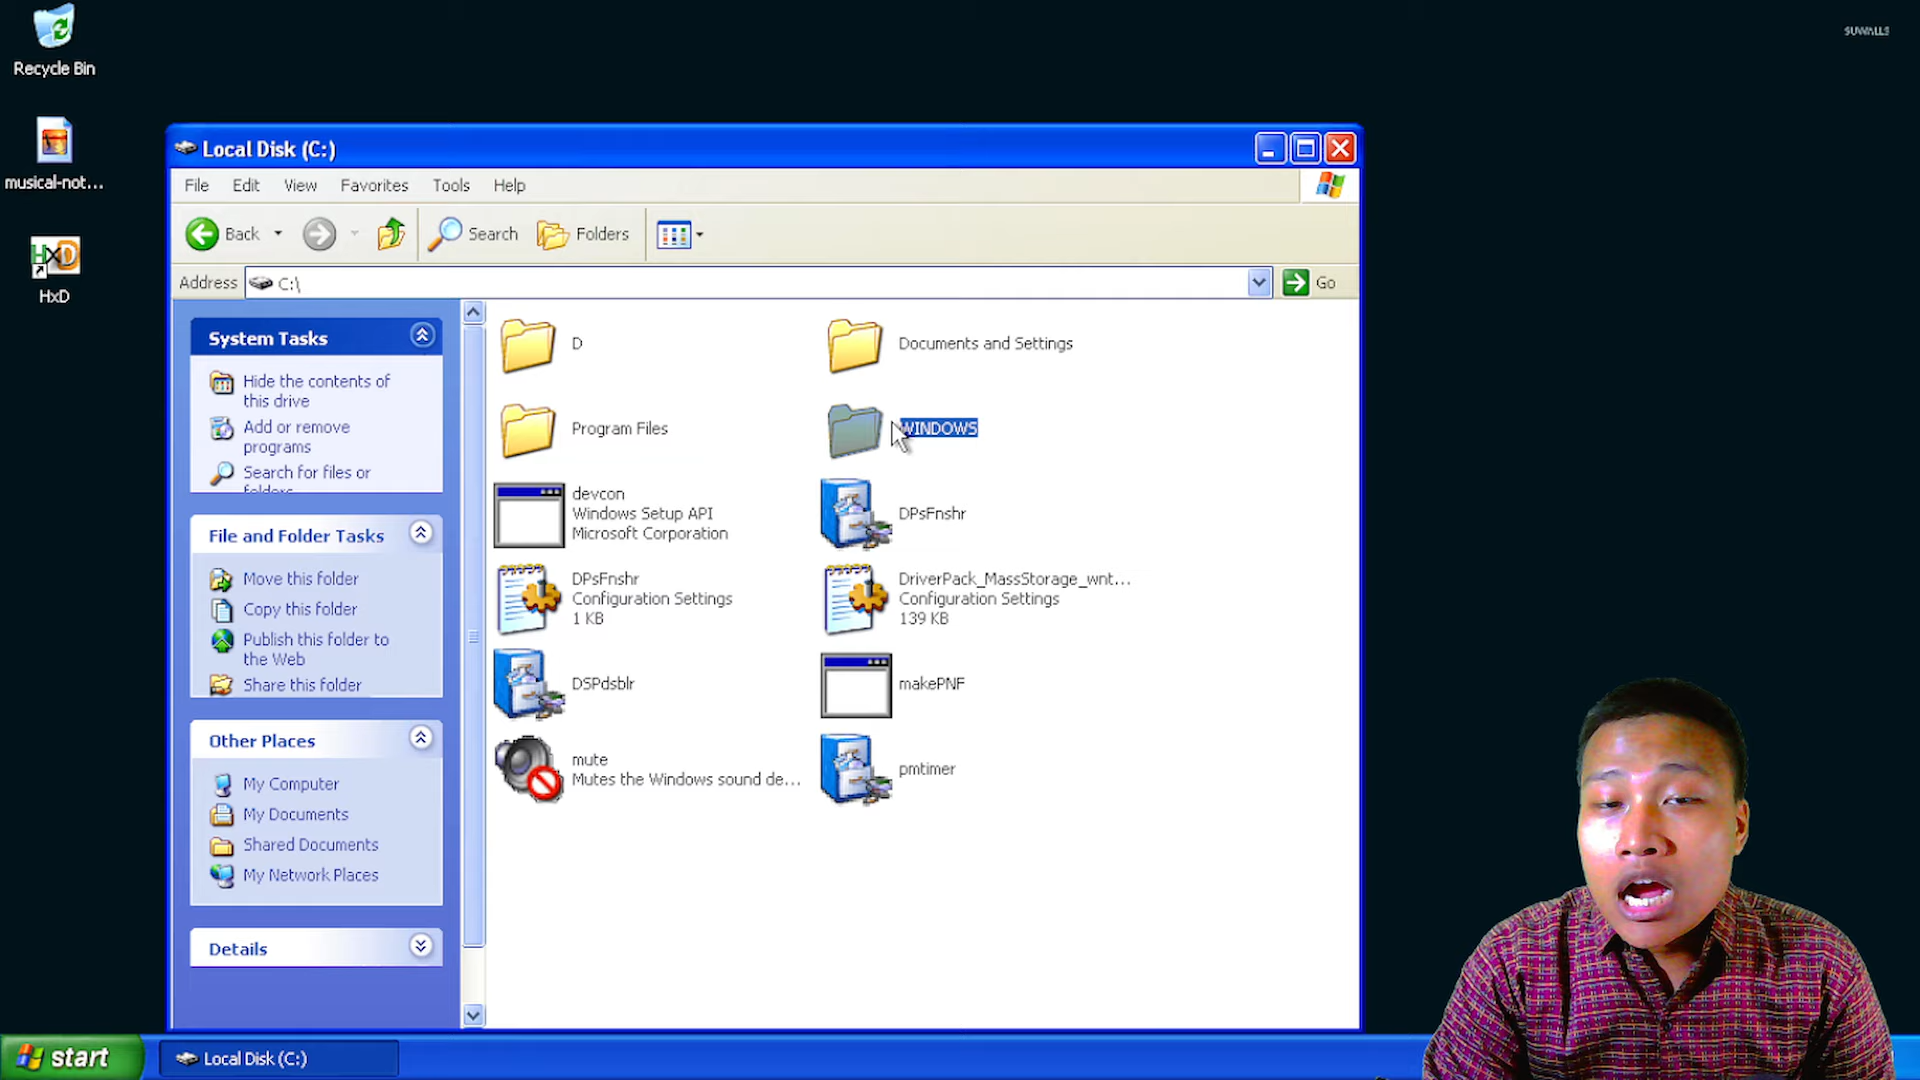 SUWALLS
Recycle Bin
musical-not...
HxD
HxD
Local Disk (C:)
File Edit View Favorites Tools Help
Back Search Folders
Address C:\ Go
System Tasks
Hide the contents of
this drive
Add or remove
programs
Search for files or
folders
File and Folder Tasks
Move this folder
Copy this folder
Publish this folder to
the Web
Share this folder
Other Places
My Computer
My Documents
Shared Documents
My Network Places
Details
D
Documents and Settings
Program Files
WINDOWS
devcon
Windows Setup API
Microsoft Corporation
DPsFnshr
DPsFnshr
Configuration Settings
1 KB
DriverPack_MassStorage_wnt...
Configuration Settings
139 KB
DSPdsblr
makePNF
mute
Mutes the Windows sound de...
pmtimer
start
Local Disk (C:)